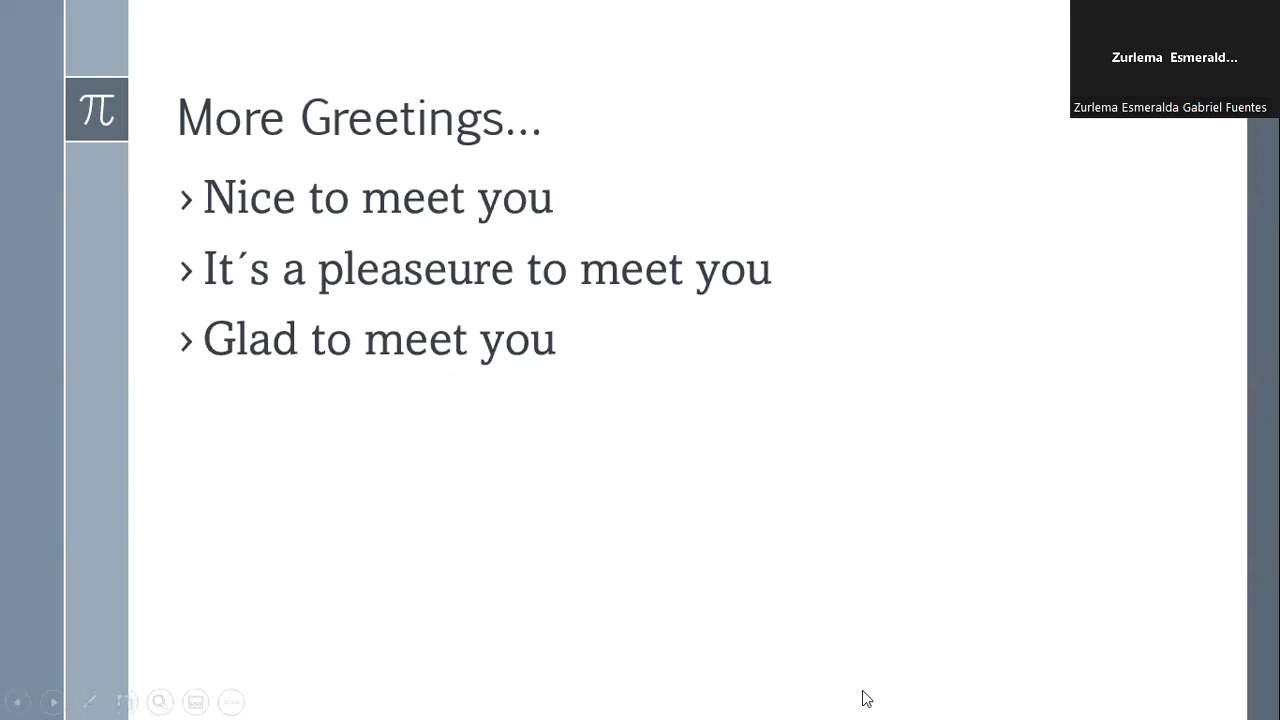 Zurlema Esmerald...
Zurlema Esmeralda Gabriel Fuentes
π
More Greetings...
› Nice to meet you
› It´s a pleaseure to meet you
› Glad to meet you